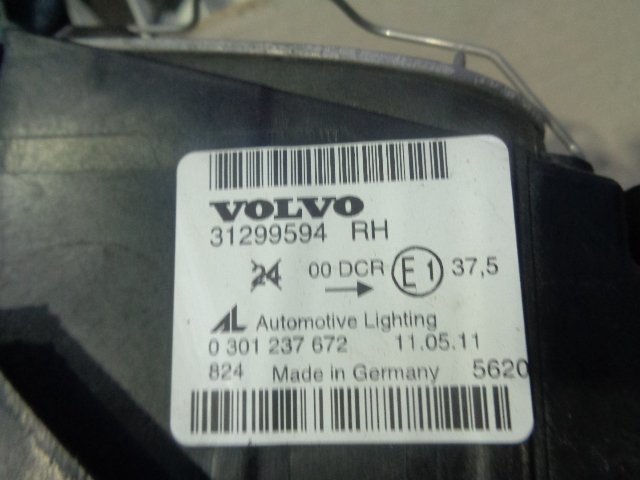 VOLVO
31299594 RH
24 00 DCR E1 37,5
AL Automotive Lighting
0 301 237 672 11.05.11
824 Made in Germany 5620